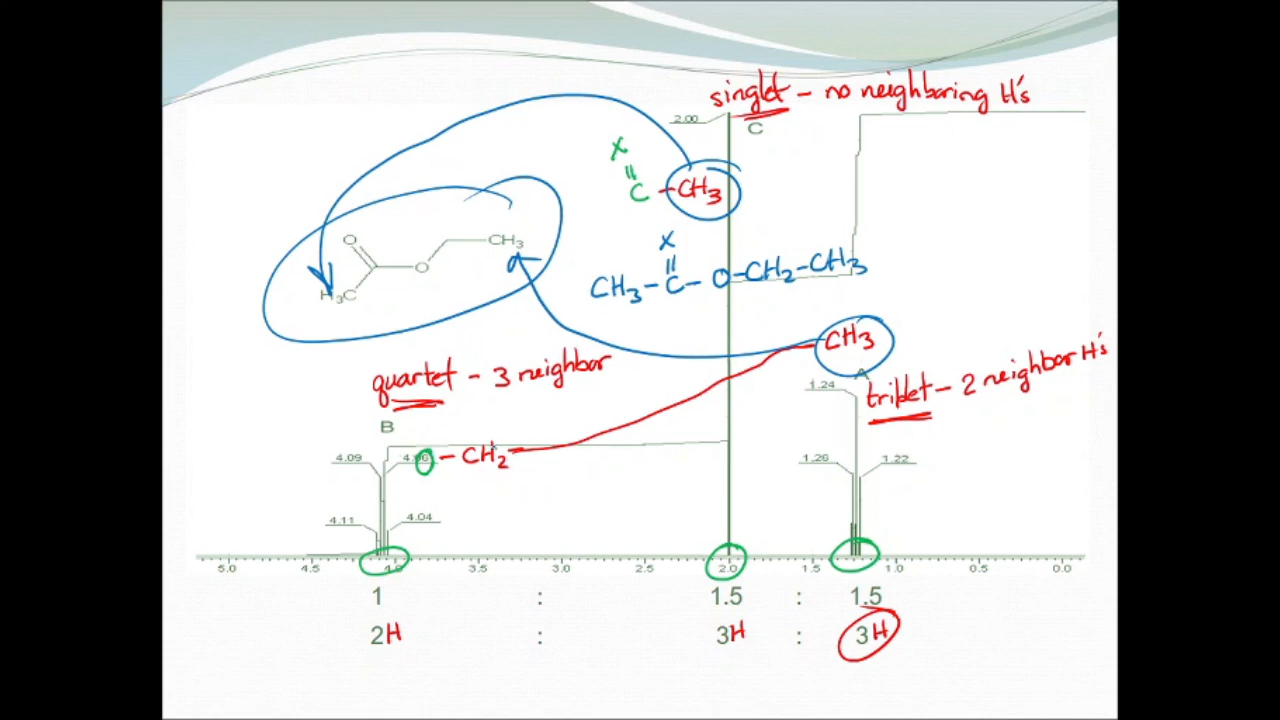 singlet – no neighboring H's
2.00
C
X
||
C – CH3
O
CH3
O
H3C
X
||
CH3 – C – O – CH2 – CH3
CH3
A
quartet – 3 neighbor
1.24
triplet – 2 neighbor H's
B
4.09
O – CH2
1.26
1.22
4.11
4.04
5.0 4.5 4.0 3.5 3.0 2.5 2.0 1.5 1.0 0.5 0.0
1 : 1.5 : 1.5
2H : 3H : 3H